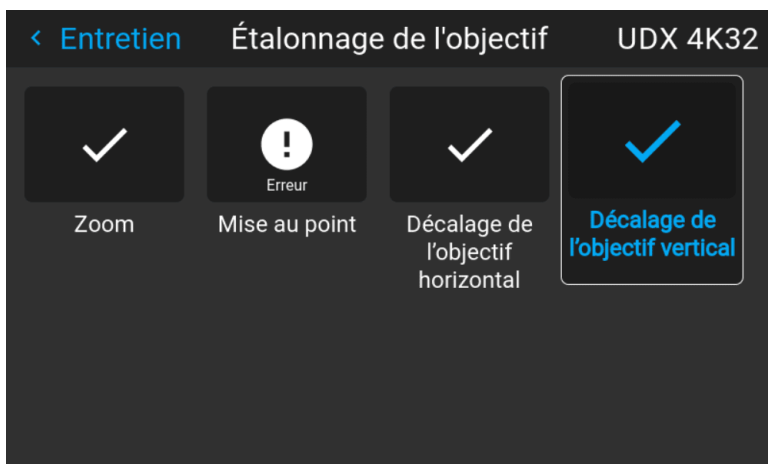 Entretien Étalonnage de l'objectif UDX 4K32
Erreur
Zoom
Mise au point
Décalage de
l’objectif
horizontal
Décalage de
l’objectif vertical